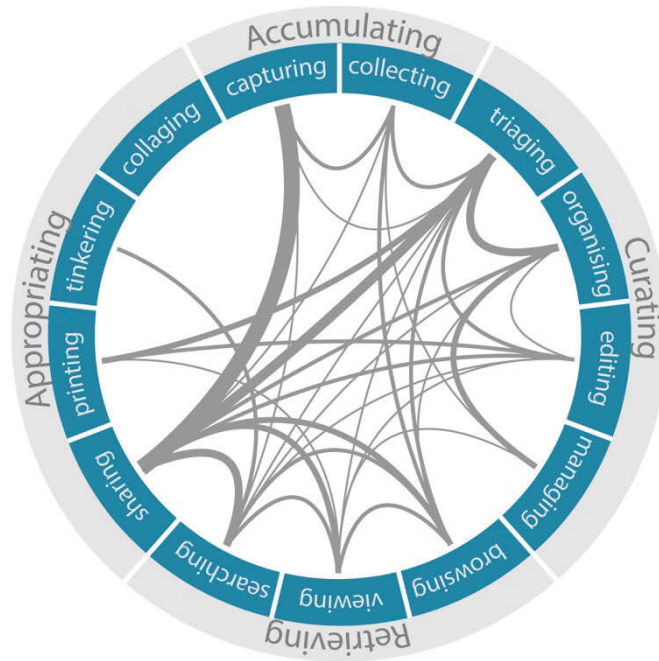 Accumulating
capturing
collecting
triaging
organising
editing
managing
Curating
browsing
viewing
searching
Retrieving
sharing
printing
tinkering
collaging
Appropriating